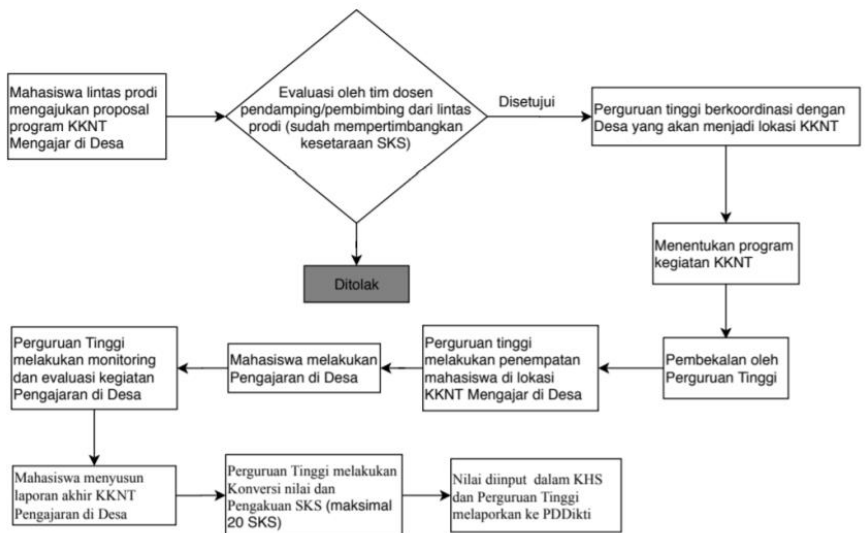 Mahasiswa lintas prodi
mengajukan proposal
program KKNT
Mengajar di Desa
Evaluasi oleh tim dosen
pendamping/pembimbing dari lintas
prodi (sudah mempertimbangkan
kesetaraan SKS)
Disetujui
Perguruan tinggi berkoordinasi dengan
Desa yang akan menjadi lokasi KKNT
Ditolak
Menentukan program
kegiatan KKNT
Pembekalan oleh
Perguruan Tinggi
Perguruan tinggi
melakukan penempatan
mahasiswa di lokasi
KKNT Mengajar di Desa
Mahasiswa melakukan
Pengajaran di Desa
Perguruan Tinggi
melakukan monitoring
dan evaluasi kegiatan
Pengajaran di Desa
Mahasiswa menyusun
laporan akhir KKNT
Pengajaran di Desa
Perguruan Tinggi melakukan
Konversi nilai dan
Pengakuan SKS (maksimal
20 SKS)
Nilai diinput dalam KHS
dan Perguruan Tinggi
melaporkan ke PDDikti